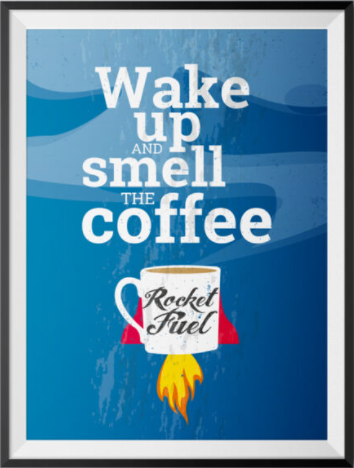 Wake
up
AND
smell
THE
coffee
Rocket
Fuel